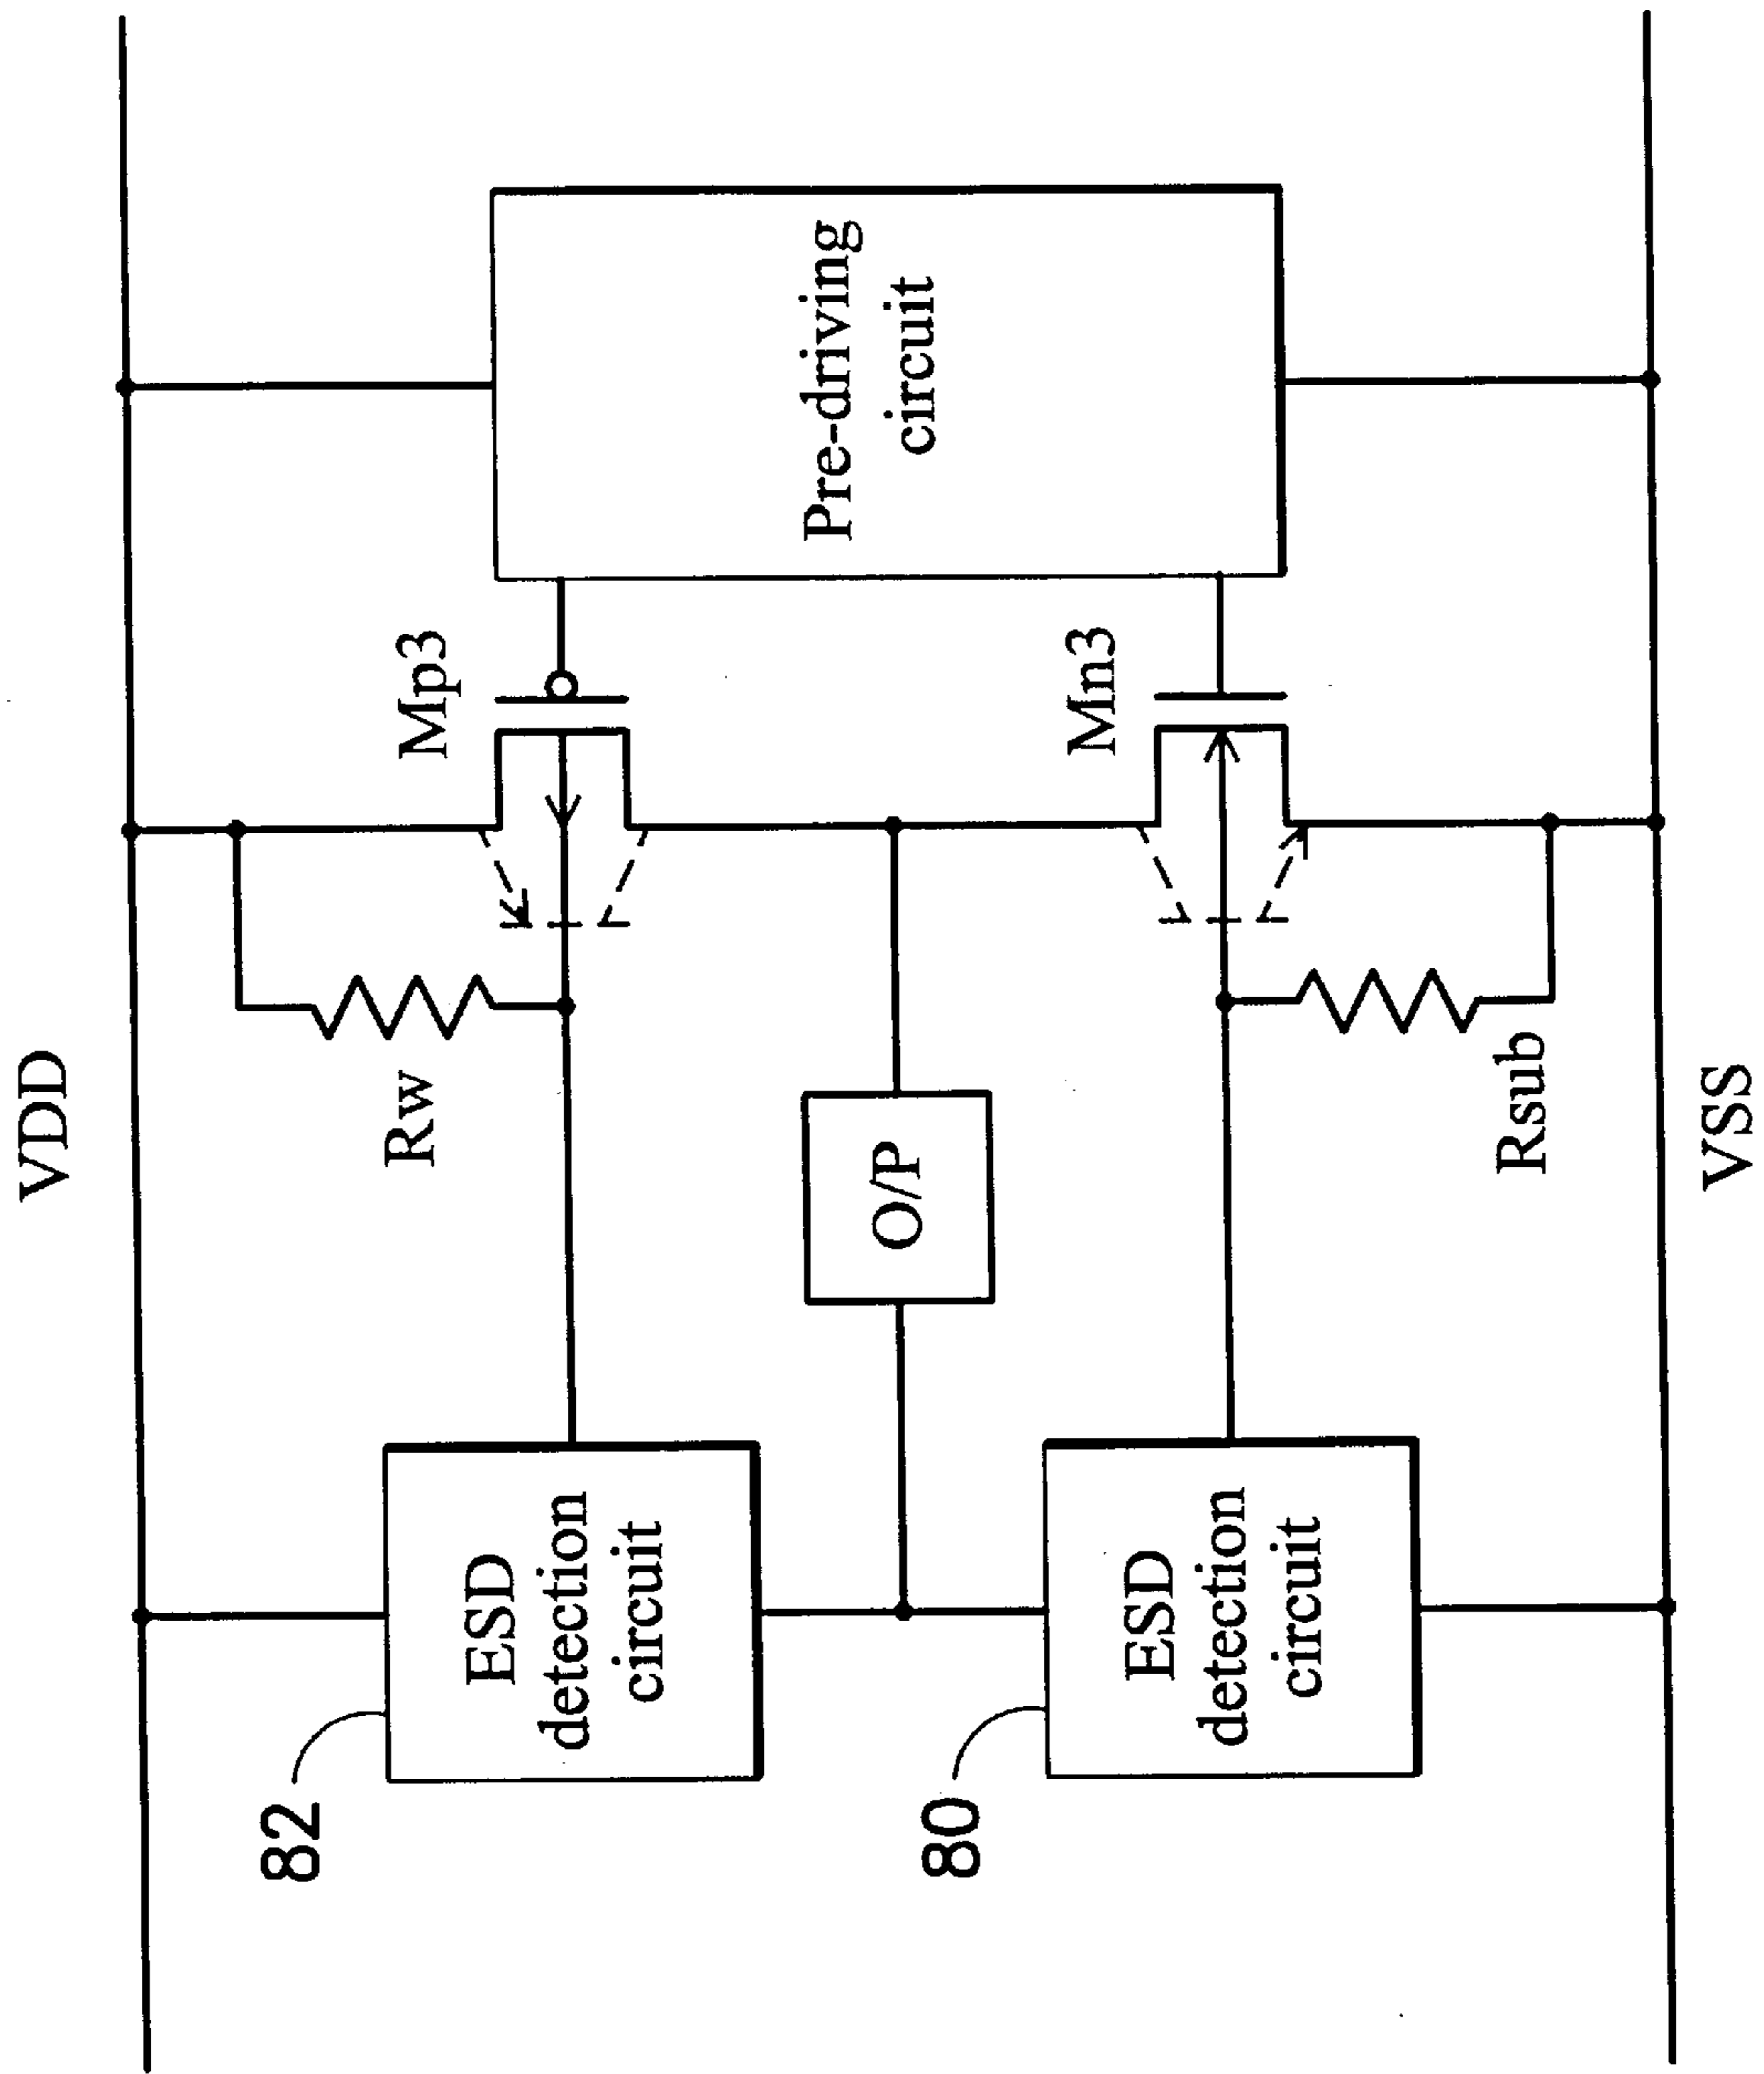 VDD
82
ESD
detection
circuit
Rw
Mp3
O/P
Pre-driving
circuit
80
ESD
detection
circuit
Mn3
Rsub
VSS